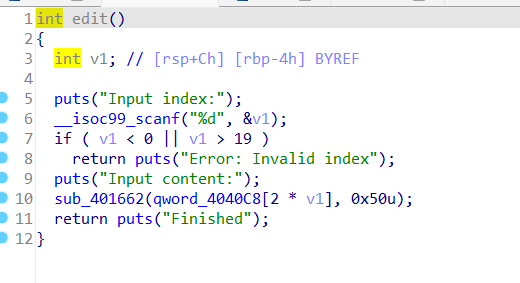 1 int edit()
2 {
3   int v1; // [rsp+Ch] [rbp-4h] BYREF
4
5   puts("Input index:");
6   __isoc99_scanf("%d", &v1);
7   if ( v1 < 0 || v1 > 19 )
8     return puts("Error: Invalid index");
9   puts("Input content:");
10   sub_401662(qword_4040C8[2 * v1], 0x50u);
11   return puts("Finished");
12 }